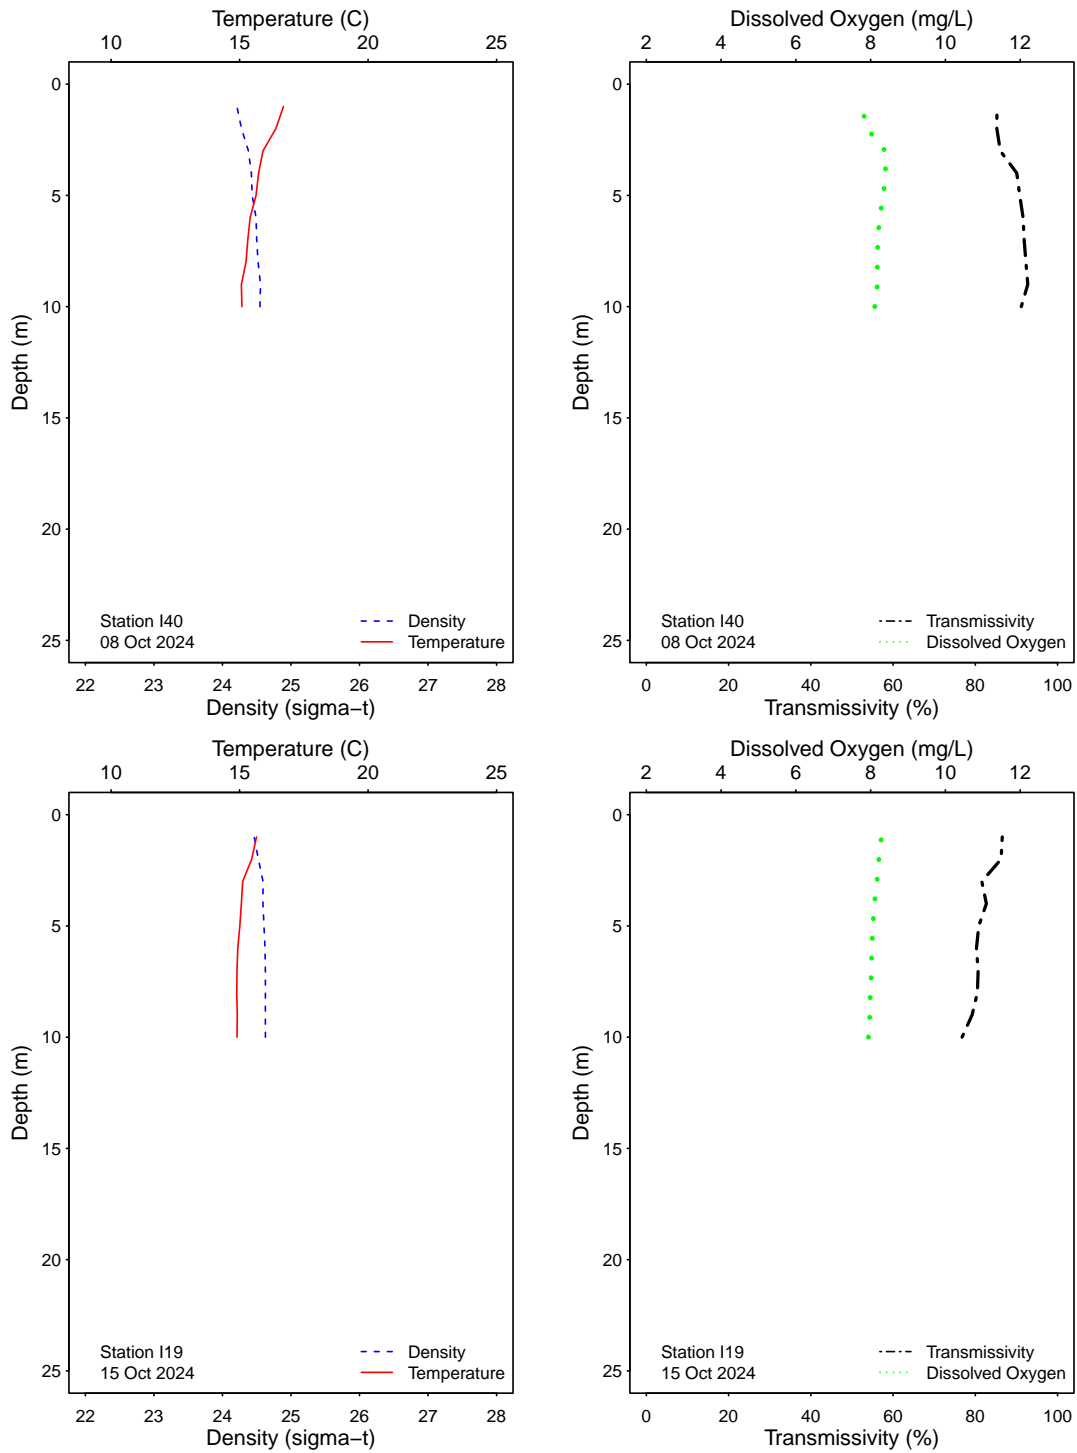 Temperature (C)
10 15 20 25
0
5
10
15
20
25
Depth (m)
Station I40
08 Oct 2024
Density
Temperature
22 23 24 25 26 27 28
Density (sigma−t)
Dissolved Oxygen (mg/L)
2 4 6 8 10 12
0
5
10
15
20
25
Depth (m)
Station I40
08 Oct 2024
Transmissivity
Dissolved Oxygen
0 20 40 60 80 100
Transmissivity (%)
Temperature (C)
10 15 20 25
0
5
10
15
20
25
Depth (m)
Station I19
15 Oct 2024
Density
Temperature
22 23 24 25 26 27 28
Density (sigma−t)
Dissolved Oxygen (mg/L)
2 4 6 8 10 12
0
5
10
15
20
25
Depth (m)
Station I19
15 Oct 2024
Transmissivity
Dissolved Oxygen
0 20 40 60 80 100
Transmissivity (%)